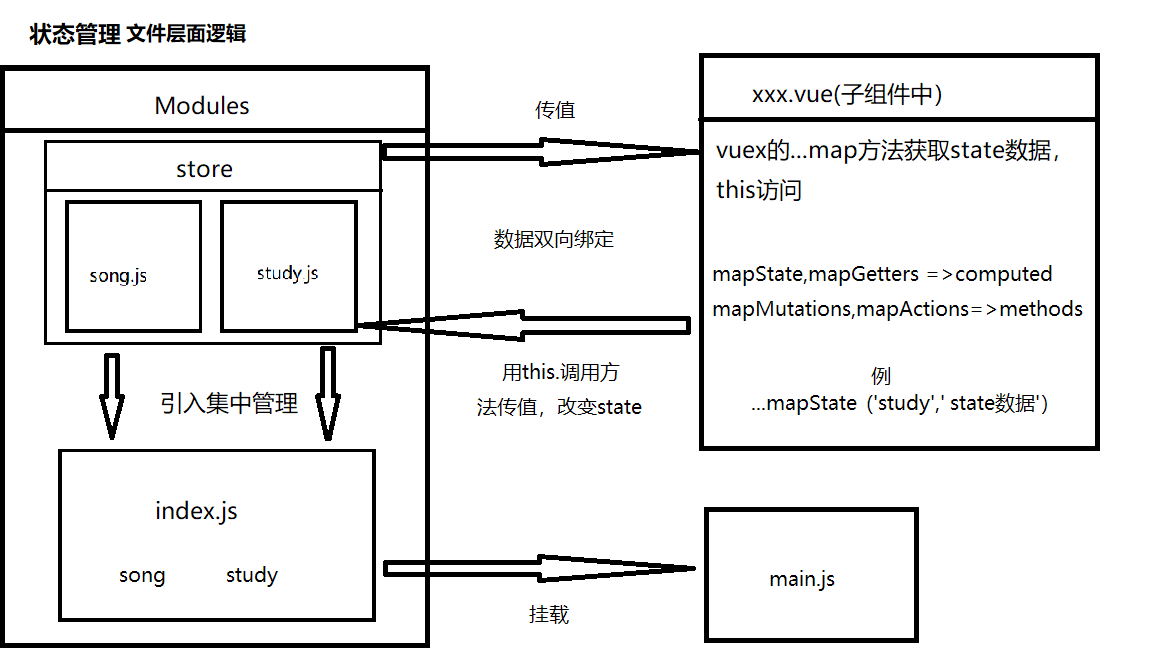 状态管理 文件层面逻辑
Modules
store
song.js
study.js
引入集中管理
index.js
song study
传值
数据双向绑定
用this.调用方
法传值，改变state
挂载
xxx.vue(子组件中)
vuex的...map方法获取state数据，
this访问
mapState,mapGetters =>computed
mapMutations,mapActions=>methods
例
...mapState ('study',' state数据')
main.js